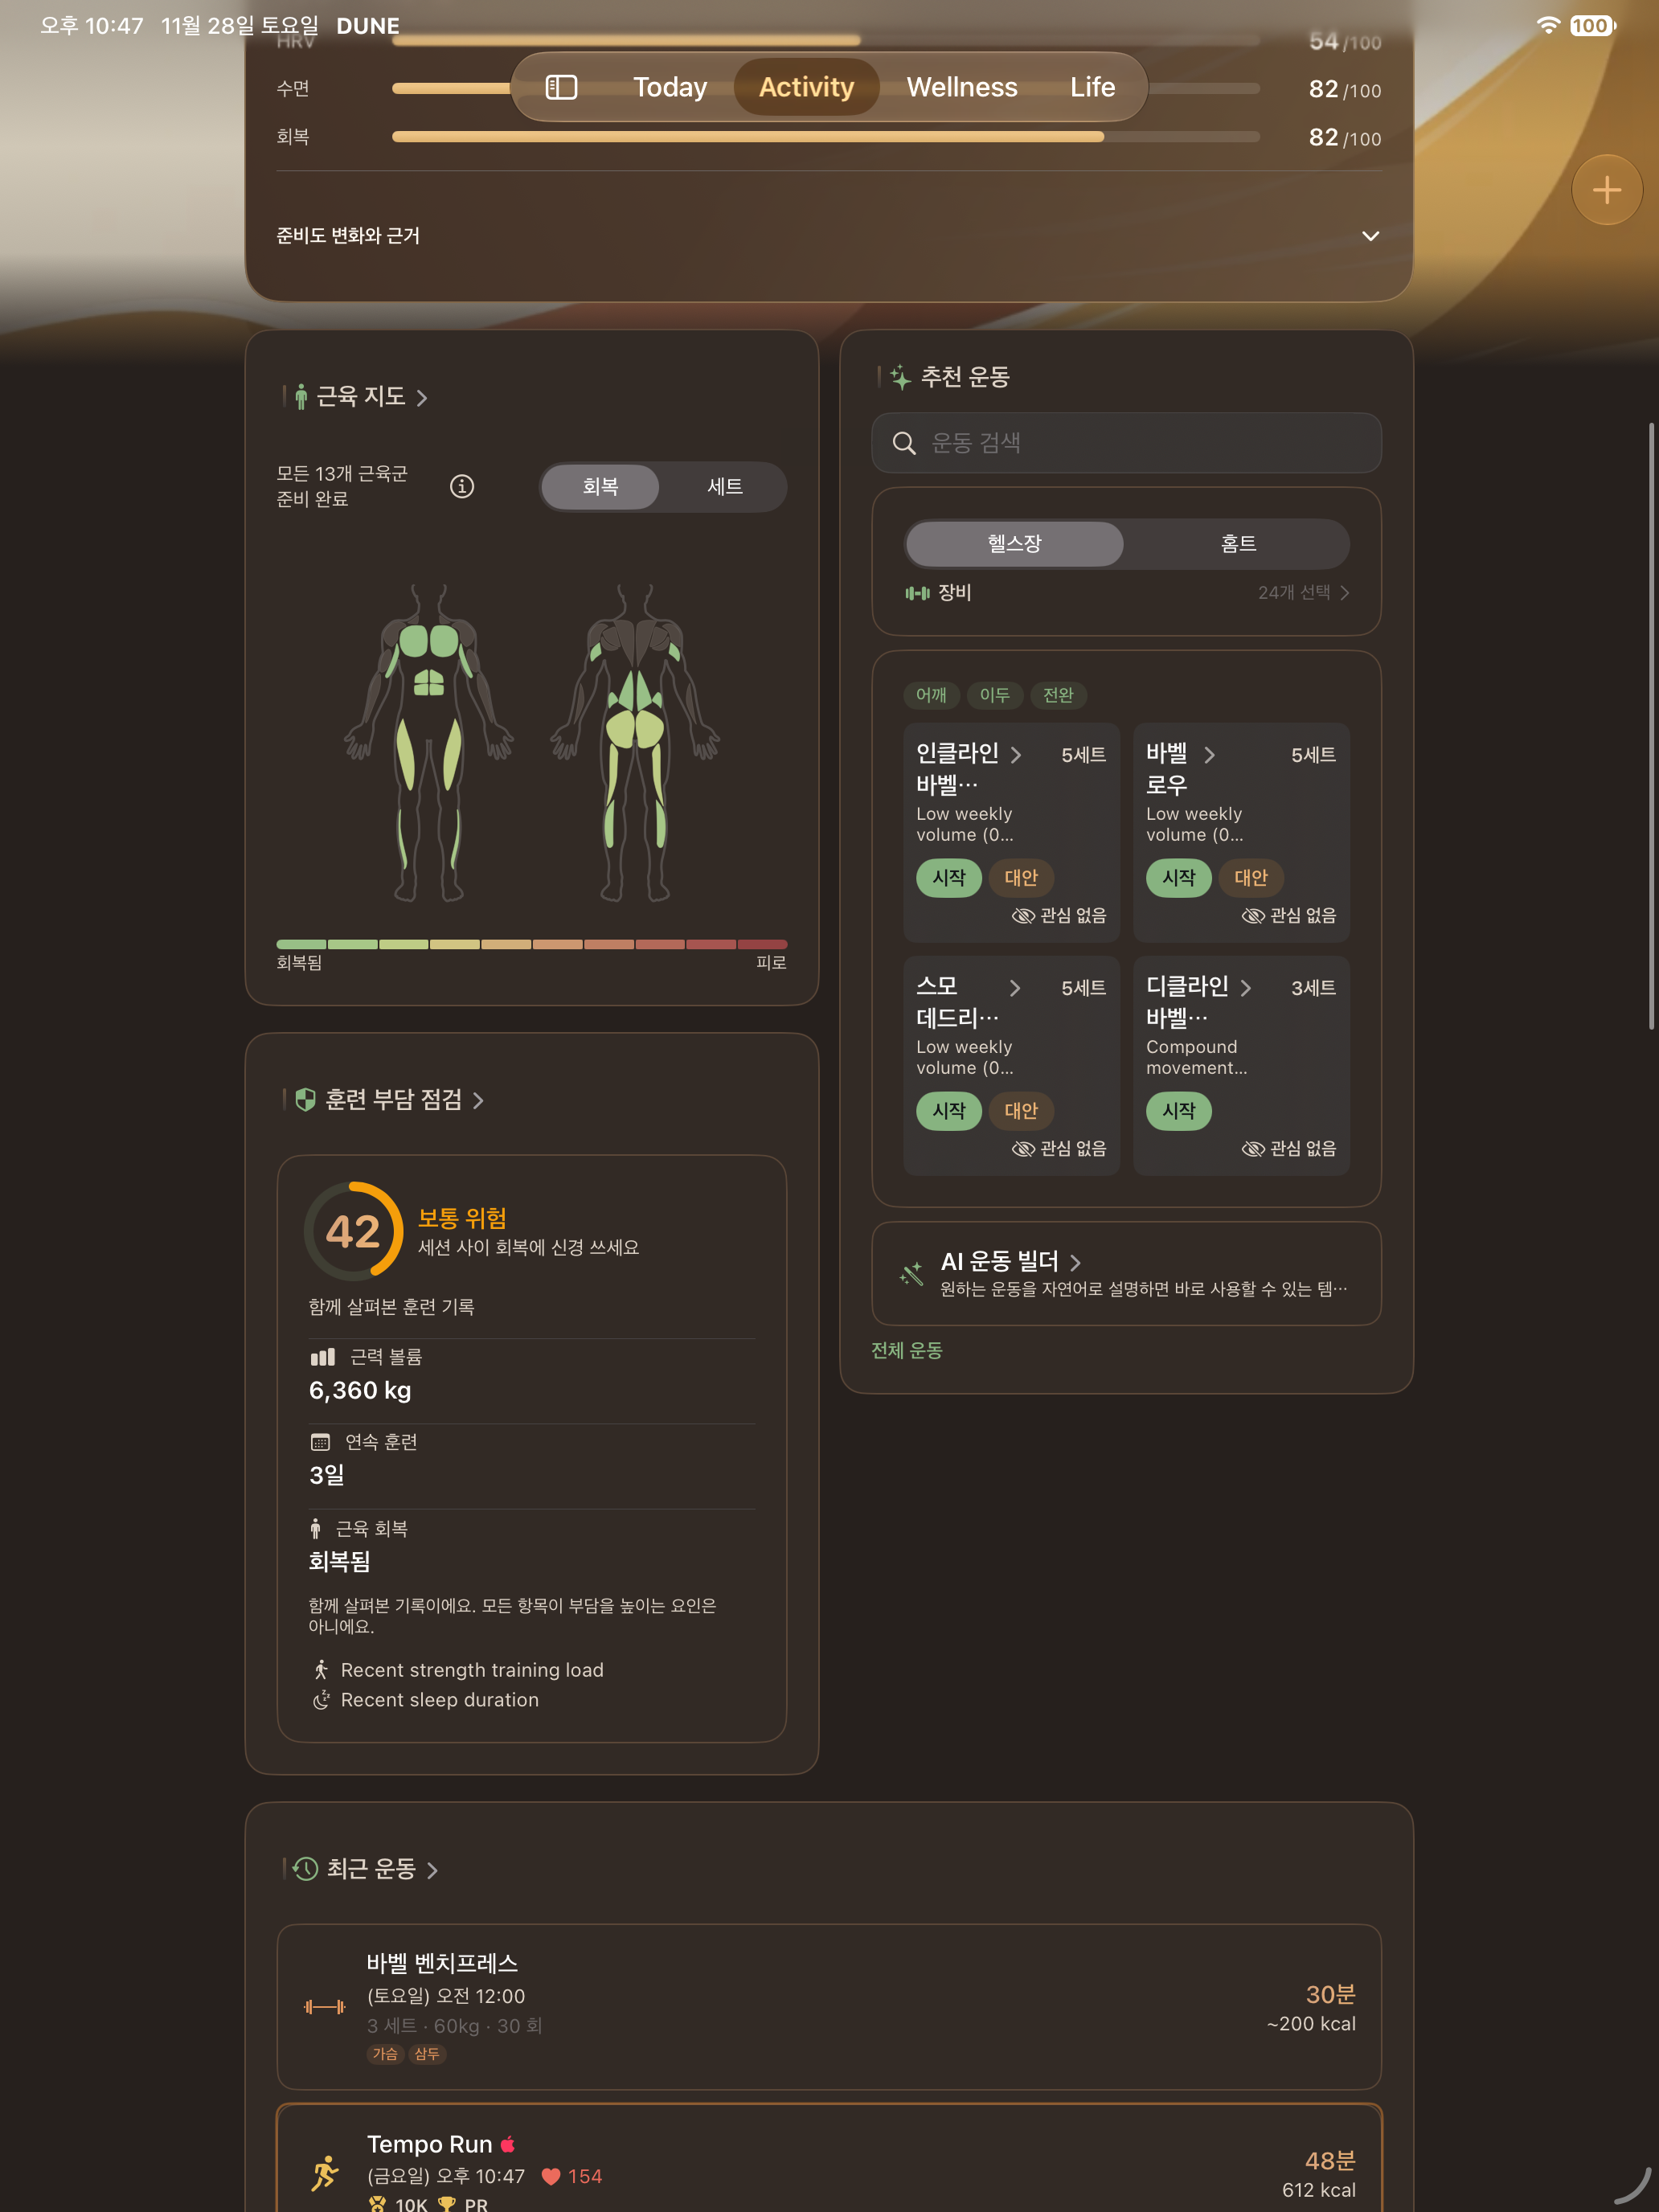 오후 10:47 11월 28일 토요일 DUNE
100
HRV 54/100
Today Activity Wellness Life
수면 82/100
회복 82/100
준비도 변화와 근거
근육 지도
모든 13개 근육군
준비 완료
회복 세트
회복됨 피로
훈련 부담 점검
42
보통 위험
세션 사이 회복에 신경 쓰세요
함께 살펴본 훈련 기록
근력 볼륨
6,360 kg
연속 훈련
3일
근육 회복
회복됨
함께 살펴본 기록이에요. 모든 항목이 부담을 높이는 요인은
아니에요.
Recent strength training load
Recent sleep duration
추천 운동
운동 검색
헬스장 홈트
장비 24개 선택
어깨 이두 전완
인클라인 5세트
바벨…
Low weekly
volume (0...
시작 대안
관심 없음
바벨 5세트
로우
Low weekly
volume (0...
시작 대안
관심 없음
스모 5세트
데드리…
Low weekly
volume (0...
시작 대안
관심 없음
디클라인 3세트
바벨…
Compound
movement...
시작
관심 없음
AI 운동 빌더
원하는 운동을 자연어로 설명하면 바로 사용할 수 있는 템…
전체 운동
최근 운동
바벨 벤치프레스
(토요일) 오전 12:00
3 세트 · 60kg · 30 회
가슴 삼두
30분
~200 kcal
Tempo Run
(금요일) 오후 10:47 154
10K PR
48분
612 kcal